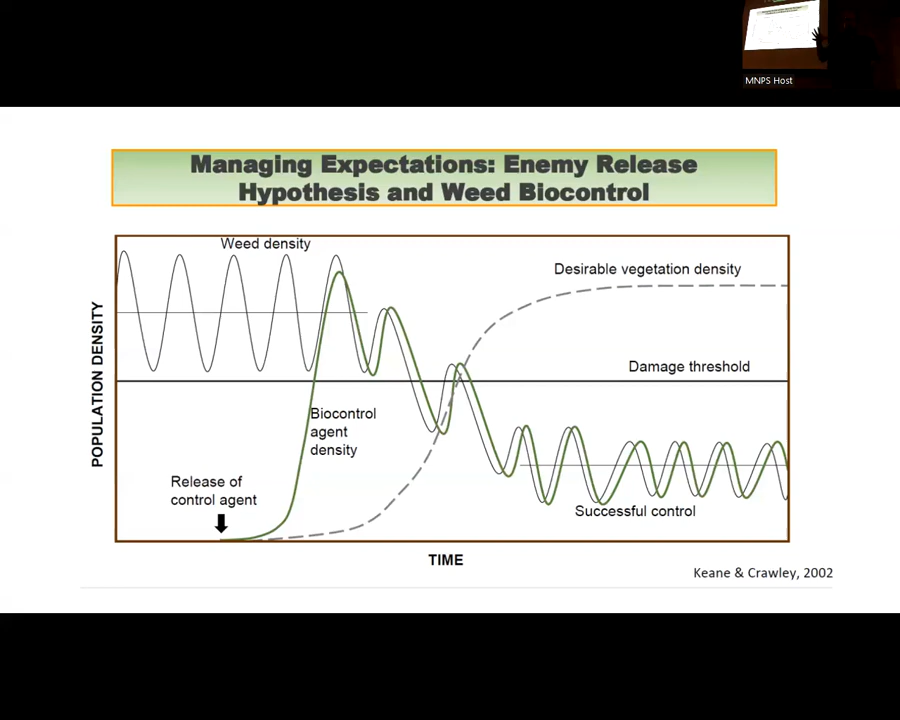 MNPS Host
Managing Expectations: Enemy Release
Hypothesis and Weed Biocontrol
Weed density
Desirable vegetation density
Damage threshold
Biocontrol
agent
density
Release of
control agent
Successful control
POPULATION DENSITY
TIME
Keane & Crawley, 2002